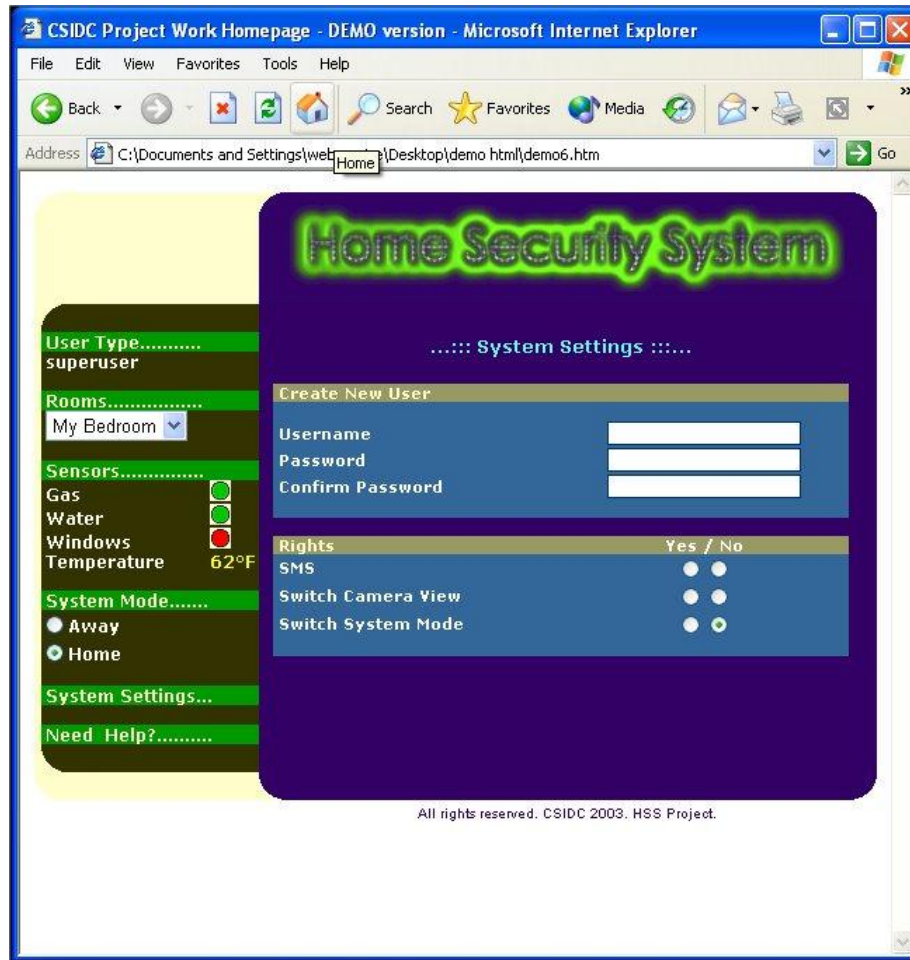 CSIDC Project Work Homepage - DEMO version - Microsoft Internet Explorer
File Edit View Favorites Tools Help
Back Search Favorites Media »
Address C:\Documents and Settings\web \Desktop\demo html\demo6.htm Go
Home
Home Security System
User Type...........
superuser
Rooms................
My Bedroom
Sensors..............
Gas
Water
Windows
Temperature 62°F
System Mode.......
Away
Home
System Settings...
Need Help?..........
...::: System Settings :::...
Create New User
Username
Password
Confirm Password
Rights Yes / No
SMS
Switch Camera View
Switch System Mode
All rights reserved. CSIDC 2003. HSS Project.